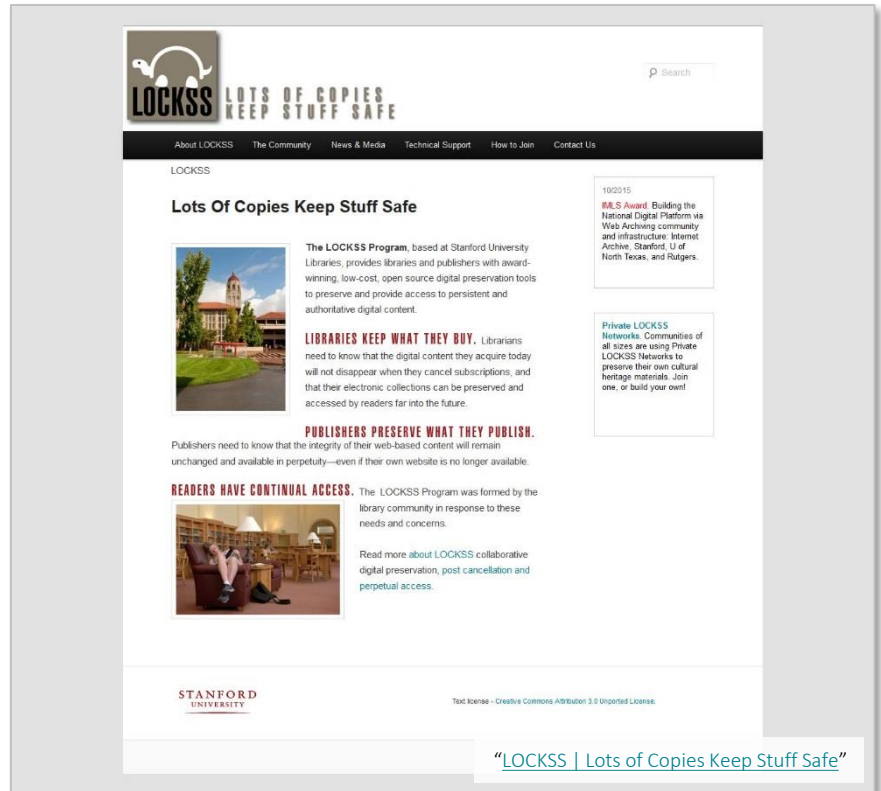 LOCKSS
LOTS OF COPIES
KEEP STUFF SAFE
Search
About LOCKSS The Community News & Media Technical Support How to Join Contact Us
LOCKSS
Lots Of Copies Keep Stuff Safe
The LOCKSS Program, based at Stanford University
Libraries, provides libraries and publishers with award-
winning, low-cost, open source digital preservation tools
to preserve and provide access to persistent and
authoritative digital content.
LIBRARIES KEEP WHAT THEY BUY. Librarians
need to know that the digital content they acquire today
will not disappear when they cancel subscriptions, and
that their electronic collections can be preserved and
accessed by readers far into the future.
PUBLISHERS PRESERVE WHAT THEY PUBLISH.
Publishers need to know that the integrity of their web-based content will remain
unchanged and available in perpetuity—even if their own website is no longer available.
READERS HAVE CONTINUAL ACCESS. The LOCKSS Program was formed by the
library community in response to these
needs and concerns.
Read more about LOCKSS collaborative
digital preservation, post cancellation and
perpetual access.
10/2015
IMLS Award. Building the
National Digital Platform via
Web Archiving community
and infrastructure: Internet
Archive, Stanford, U of
North Texas, and Rutgers.
Private LOCKSS
Networks. Communities of
all sizes are using Private
LOCKSS Networks to
preserve their own cultural
heritage materials. Join
one, or build your own!
STANFORD
UNIVERSITY
Text license - Creative Commons Attribution 3.0 Unported License.
“LOCKSS | Lots of Copies Keep Stuff Safe”